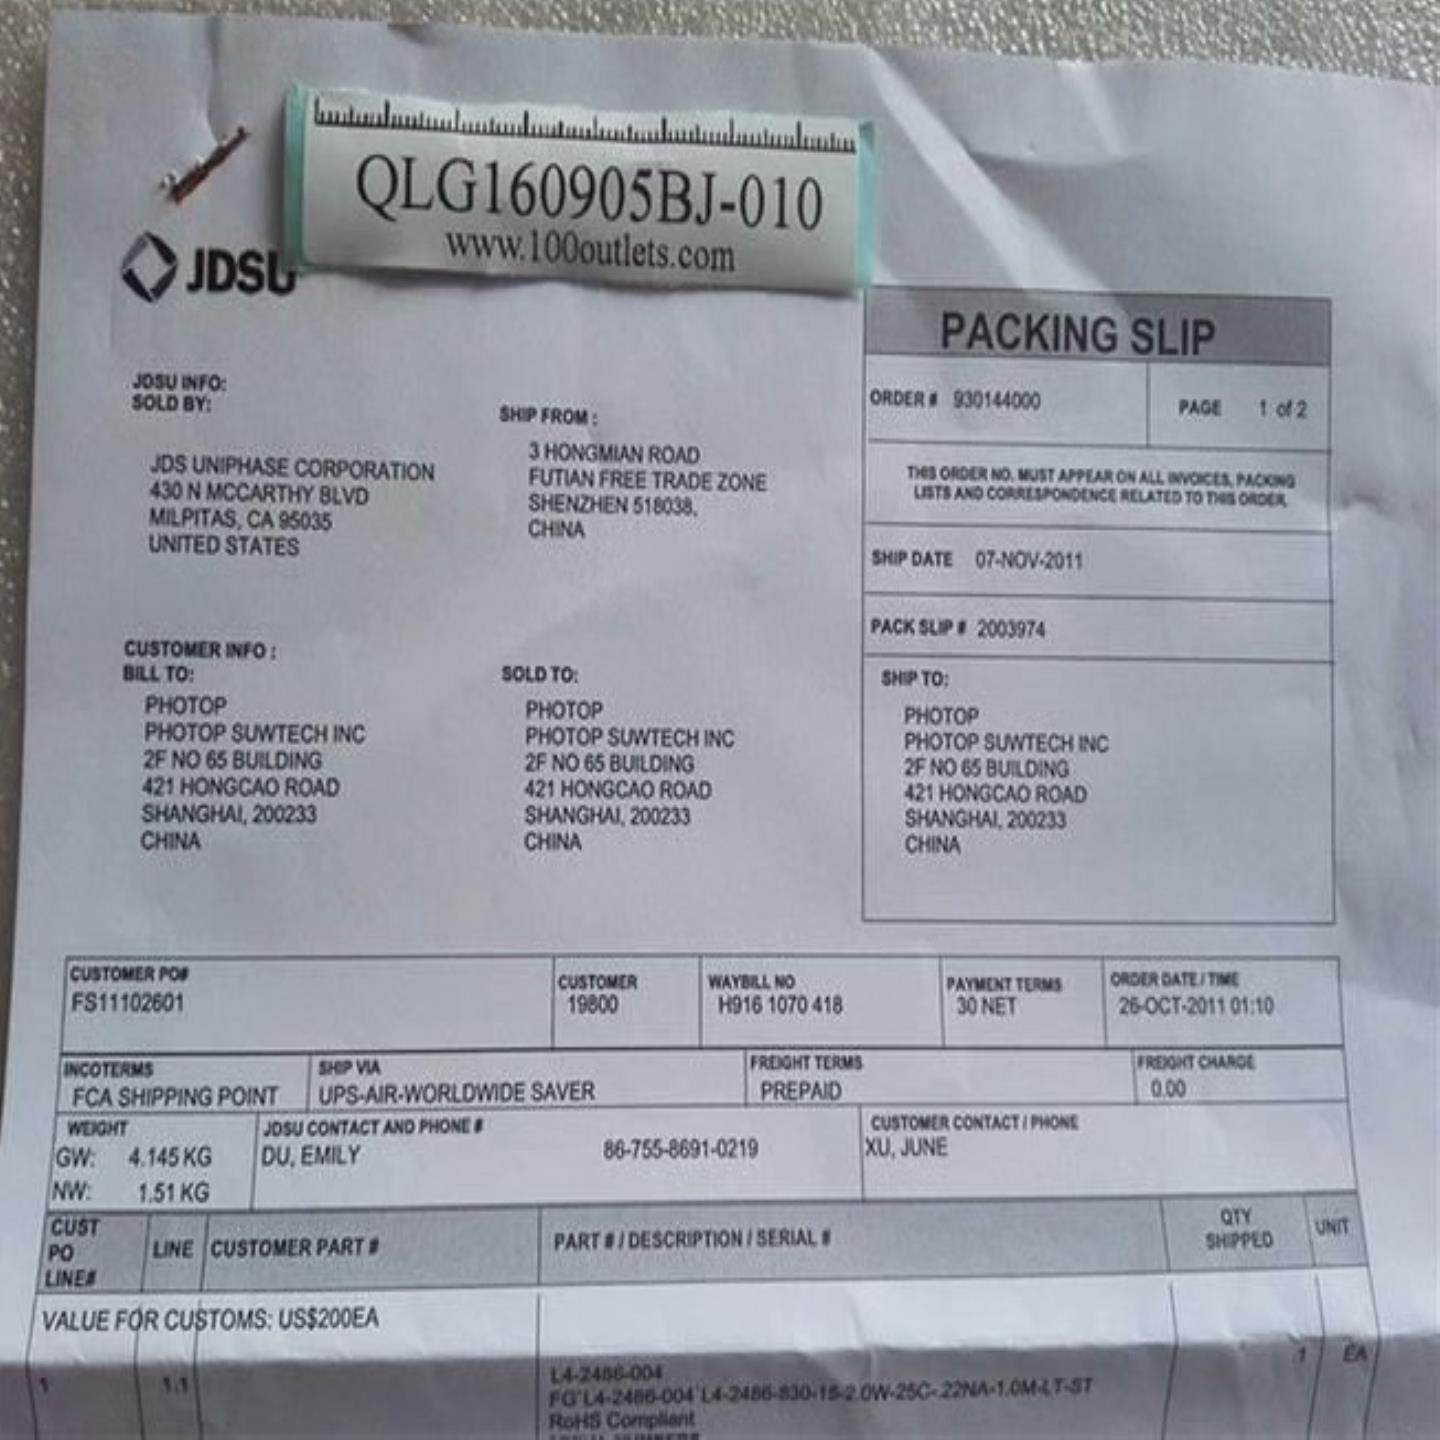 QLG160905BJ-010
www.100outlets.com
JDSU
PACKING SLIP
ORDER # 930144000
PAGE 1 of 2
THIS ORDER NO. MUST APPEAR ON ALL INVOICES, PACKING
LISTS AND CORRESPONDENCE RELATED TO THIS ORDER.
SHIP DATE 07-NOV-2011
PACK SLIP # 2003974
JDSU INFO:
SOLD BY:
JDS UNIPHASE CORPORATION
430 N MCCARTHY BLVD
MILPITAS, CA 95035
UNITED STATES
SHIP FROM :
3 HONGMIAN ROAD
FUTIAN FREE TRADE ZONE
SHENZHEN 518038,
CHINA
CUSTOMER INFO :
BILL TO:
PHOTOP
PHOTOP SUWTECH INC
2F NO 65 BUILDING
421 HONGCAO ROAD
SHANGHAI, 200233
CHINA
SOLD TO:
PHOTOP
PHOTOP SUWTECH INC
2F NO 65 BUILDING
421 HONGCAO ROAD
SHANGHAI, 200233
CHINA
SHIP TO:
PHOTOP
PHOTOP SUWTECH INC
2F NO 65 BUILDING
421 HONGCAO ROAD
SHANGHAI, 200233
CHINA
CUSTOMER PO#
FS11102601
CUSTOMER
19800
WAYBILL NO
H916 1070 418
PAYMENT TERMS
30 NET
ORDER DATE / TIME
26-OCT-2011 01:10
INCOTERMS
FCA SHIPPING POINT
SHIP VIA
UPS-AIR-WORLDWIDE SAVER
FREIGHT TERMS
PREPAID
FREIGHT CHARGE
0.00
WEIGHT
GW: 4.145 KG
NW: 1.51 KG
JDSU CONTACT AND PHONE #
DU, EMILY 86-755-8691-0219
CUSTOMER CONTACT / PHONE
XU, JUNE
CUST
PO
LINE#
LINE
CUSTOMER PART #
PART # / DESCRIPTION / SERIAL #
QTY
SHIPPED
UNIT
VALUE FOR CUSTOMS: US$200EA
1 1.1
L4-2486-004
1 EA
FG'L4-2486-004'L4-2486-830-1S-2.0W-25C-.22NA-1.0M-LT-ST
RoHS Compliant